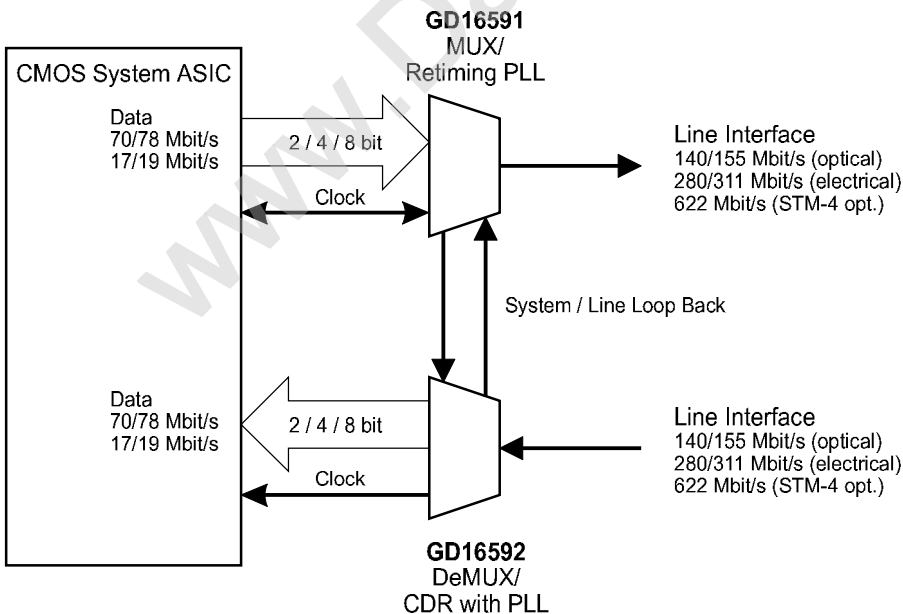 GD16591
MUX/
Retiming PLL
CMOS System ASIC
Data
70/78 Mbit/s
17/19 Mbit/s
2 / 4 / 8 bit
Clock
Line Interface
140/155 Mbit/s (optical)
280/311 Mbit/s (electrical)
622 Mbit/s (STM-4 opt.)
System / Line Loop Back
Data
70/78 Mbit/s
17/19 Mbit/s
2 / 4 / 8 bit
Clock
Line Interface
140/155 Mbit/s (optical)
280/311 Mbit/s (electrical)
622 Mbit/s (STM-4 opt.)
GD16592
DeMUX/
CDR with PLL
www.Da